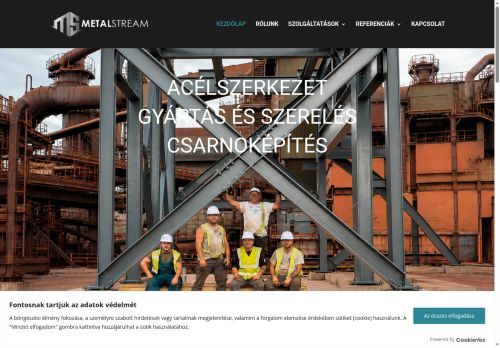 METALSTREAM
KEZDŐLAP RÓLUNK SZOLGÁLTATÁSOK REFERENCIÁK KAPCSOLAT
ACÉLSZERKEZET
GYÁRTÁS ÉS SZERELÉS
CSARNOKÉPÍTÉS
Fontosnak tartjuk az adatok védelmét
A böngészési élmény fokozása, a személyre szabott hirdetések vagy tartalmak megjelenítése, valamint a forgalom elemzése érdekében sütiket (cookie) használunk. A
"Mindet elfogadom" gombra kattintva hozzájárulhat a sütik használatához.
Az összes elfogadása
Powered by CookieYes